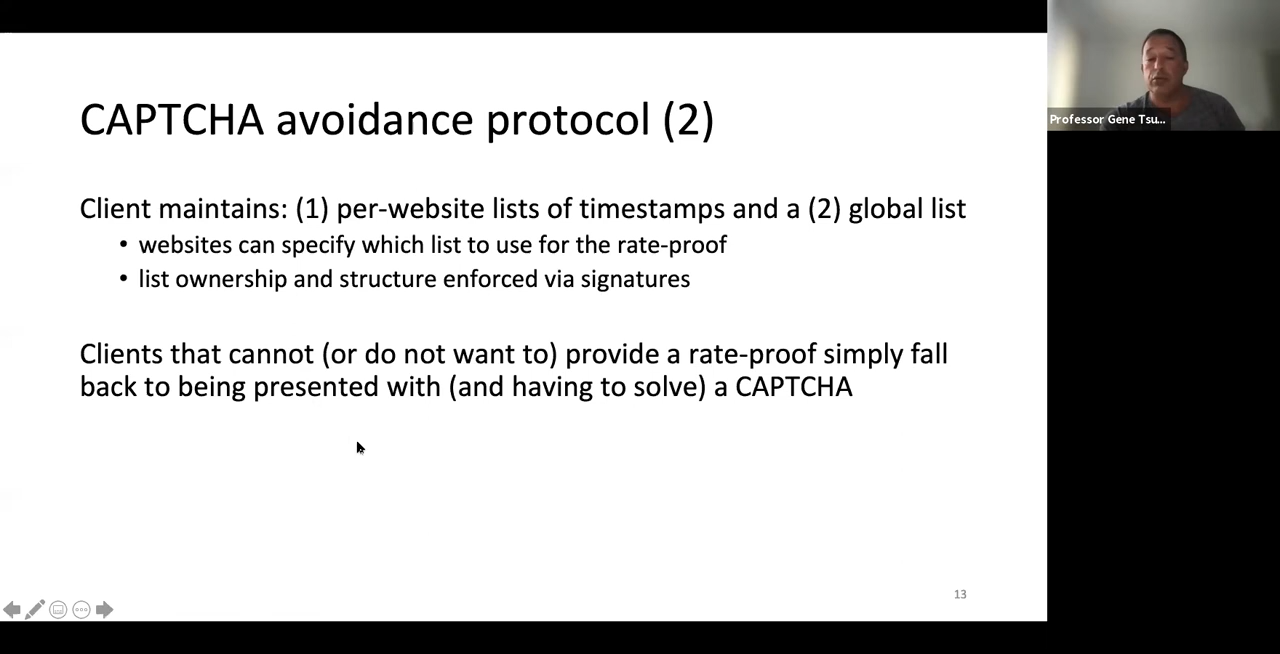 CAPTCHA avoidance protocol (2)
Client maintains: (1) per-website lists of timestamps and a (2) global list
• websites can specify which list to use for the rate-proof
• list ownership and structure enforced via signatures
Clients that cannot (or do not want to) provide a rate-proof simply fall
back to being presented with (and having to solve) a CAPTCHA
13
Professor Gene Tsu...